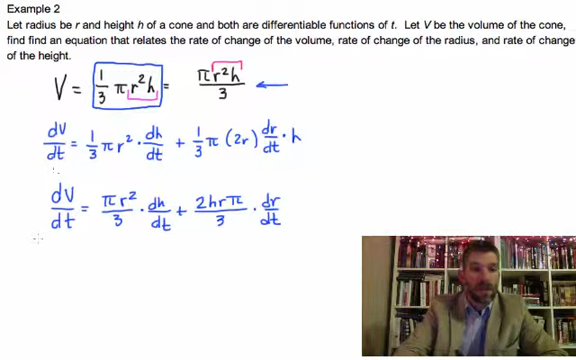 Example 2
Let radius be r and height h of a cone and both are differentiable functions of t. Let V be the volume of the cone,
find find an equation that relates the rate of change of the volume, rate of change of the radius, and rate of change
of the height.
V = 1/3 πr²h = πr²h/3
dV/dt = 1/3 πr² · dh/dt + 1/3 π (2r) dr/dt · h
dV/dt = πr²/3 · dh/dt + 2hrπ/3 · dr/dt